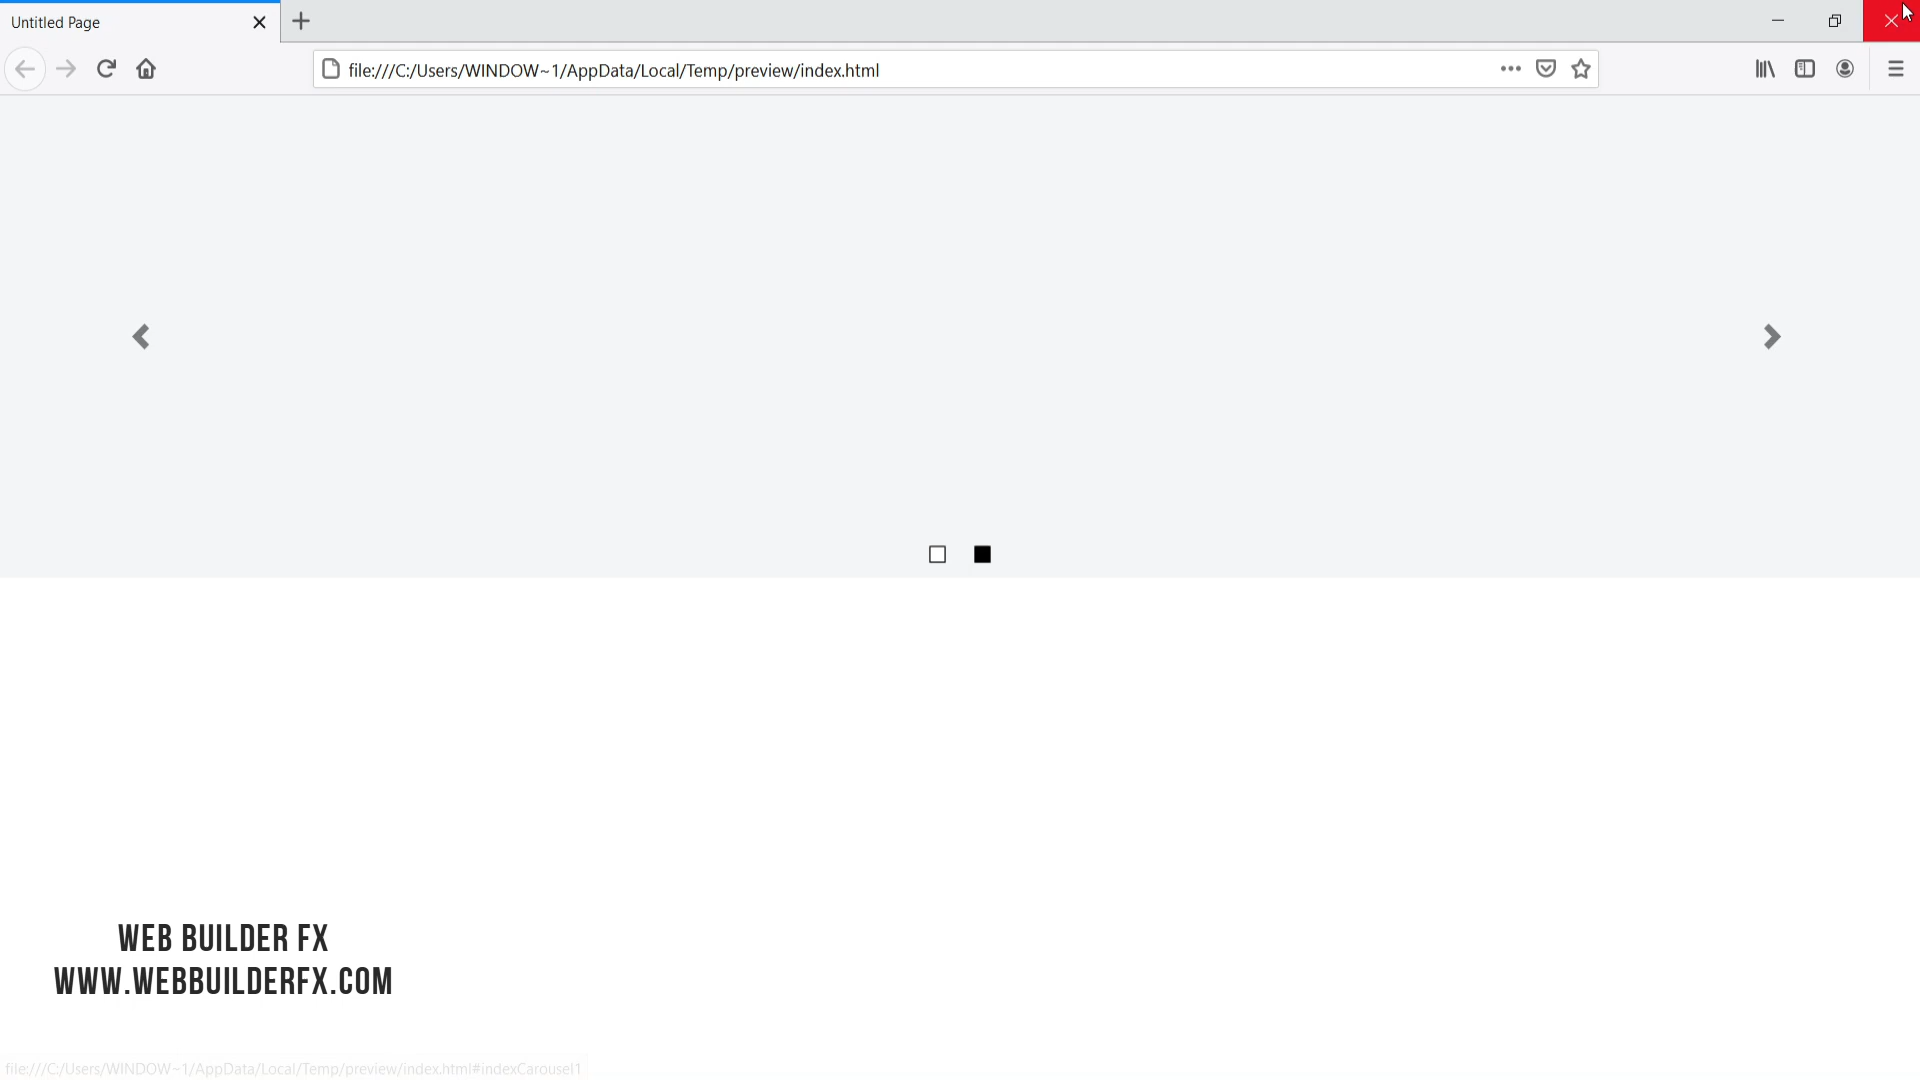 Untitled Page
file:///C:/Users/WINDOW~1/AppData/Local/Temp/preview/index.html
WEB BUILDER FX
WWW.WEBBUILDERFX.COM
file:///C:/Users/WINDOW~1/AppData/Local/Temp/preview/index.html#indexCarousel1